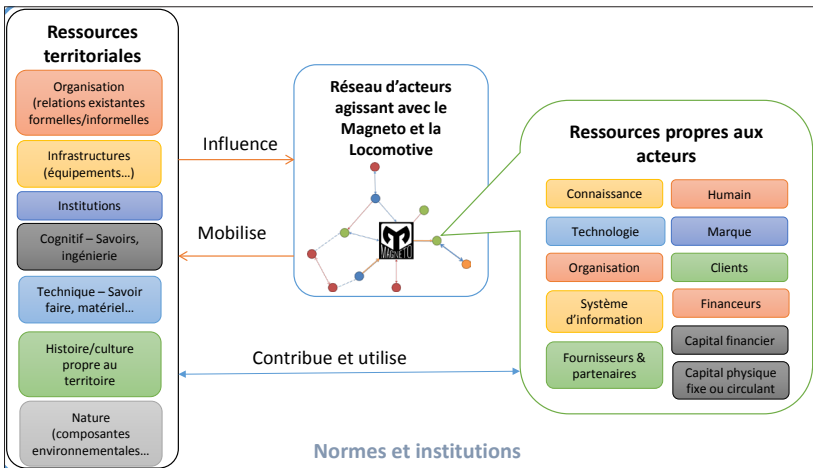 Ressources
territoriales
Organisation
(relations existantes
formelles/informelles
Infrastructures
(équipements…)
Institutions
Cognitif – Savoirs,
ingénierie
Technique – Savoir
faire, matériel…
Histoire/culture
propre au
territoire
Nature
(composantes
environnementales…
Influence
Mobilise
Contribue et utilise
Réseau d’acteurs
agissant avec le
Magneto et la
Locomotive
MAGNETO
Ressources propres aux
acteurs
Connaissance
Technologie
Organisation
Système
d’information
Fournisseurs &
partenaires
Humain
Marque
Clients
Financeurs
Capital financier
Capital physique
fixe ou circulant
Normes et institutions